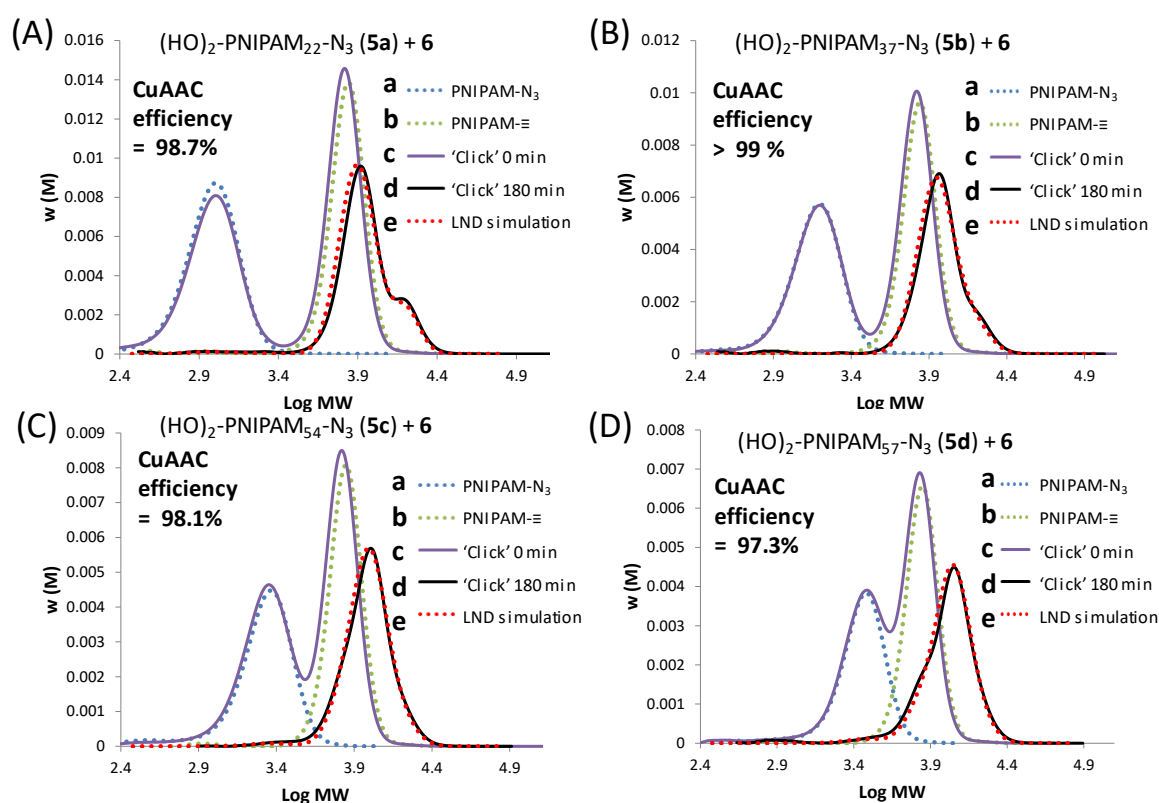 (A)
(HO)₂-PNIPAM₂₂-N₃ (5a) + 6
CuAAC
efficiency
= 98.7%
a PNIPAM-N₃
b PNIPAM-≡
c 'Click' 0 min
d 'Click' 180 min
e LND simulation
w (M)
0.016
0.014
0.012
0.01
0.008
0.006
0.004
0.002
0
2.4 2.9 3.4 3.9 4.4 4.9
Log MW
(B)
(HO)₂-PNIPAM₃₇-N₃ (5b) + 6
CuAAC
efficiency
> 99 %
a PNIPAM-N₃
b PNIPAM-≡
c 'Click' 0 min
d 'Click' 180 min
e LND simulation
w (M)
0.012
0.01
0.008
0.006
0.004
0.002
0
2.4 2.9 3.4 3.9 4.4 4.9
Log MW
(C)
(HO)₂-PNIPAM₅₄-N₃ (5c) + 6
CuAAC
efficiency
= 98.1%
a PNIPAM-N₃
b PNIPAM-≡
c 'Click' 0 min
d 'Click' 180 min
e LND simulation
w (M)
0.009
0.008
0.007
0.006
0.005
0.004
0.003
0.002
0.001
0
2.4 2.9 3.4 3.9 4.4 4.9
Log MW
(D)
(HO)₂-PNIPAM₅₇-N₃ (5d) + 6
CuAAC
efficiency
= 97.3%
a PNIPAM-N₃
b PNIPAM-≡
c 'Click' 0 min
d 'Click' 180 min
e LND simulation
w (M)
0.008
0.007
0.006
0.005
0.004
0.003
0.002
0.001
0
2.4 2.9 3.4 3.9 4.4 4.9
Log MW